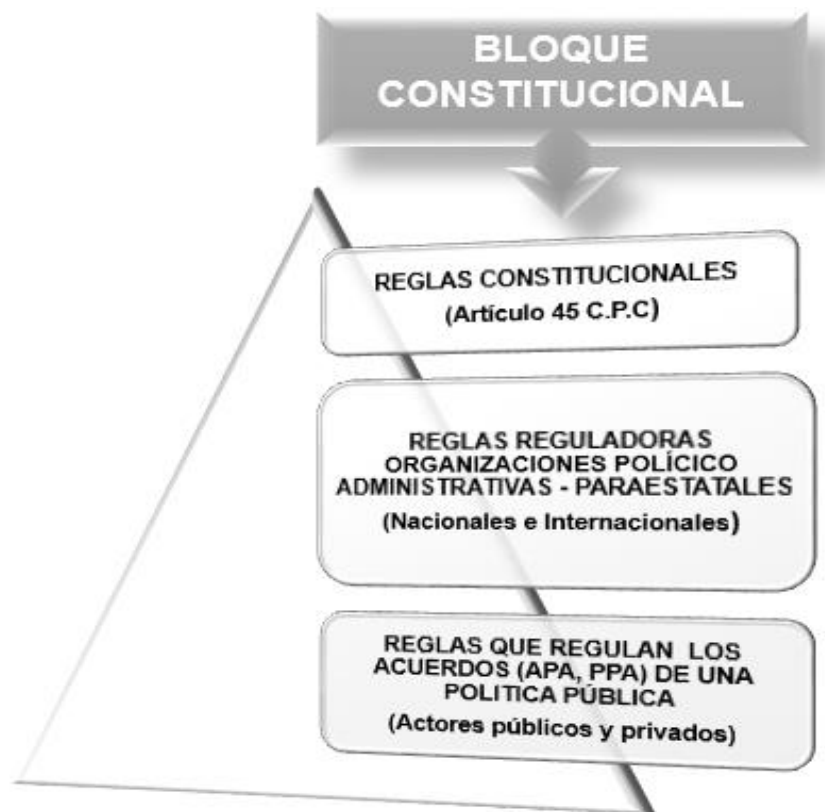 BLOQUE
CONSTITUCIONAL
REGLAS CONSTITUCIONALES
(Artículo 45 C.P.C)
REGLAS REGULADORAS
ORGANIZACIONES POLÍCICO
ADMINISTRATIVAS - PARAESTATALES
(Nacionales e Internacionales)
REGLAS QUE REGULAN LOS
ACUERDOS (APA, PPA) DE UNA
POLITICA PÚBLICA
(Actores públicos y privados)